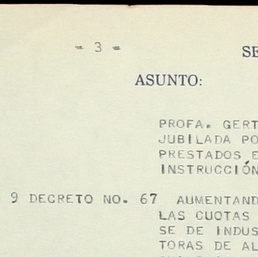 - 3 -
SE
ASUNTO:
PROFA. GERT
JUBILADA PO
PRESTADOS E
INSTRUCCIÓN
9 DECRETO NO. 67 AUMENTAND
LAS CUOTAS
SE DE INDUS
TORAS DE AL